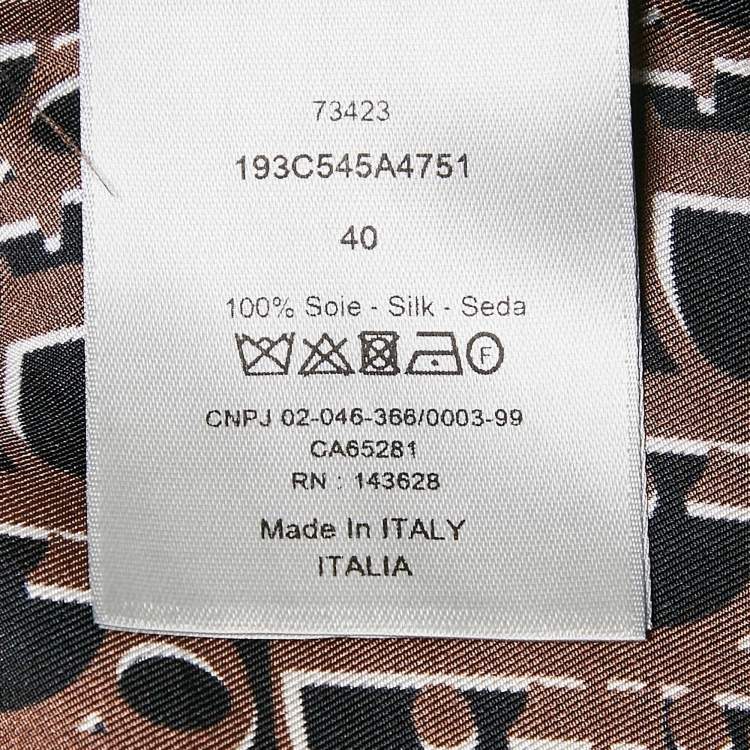 73423
193C545A4751
40
100% Soie - Silk - Seda
F
CNPJ 02-046-366/0003-99
CA65281
RN : 143628
Made In ITALY
ITALIA